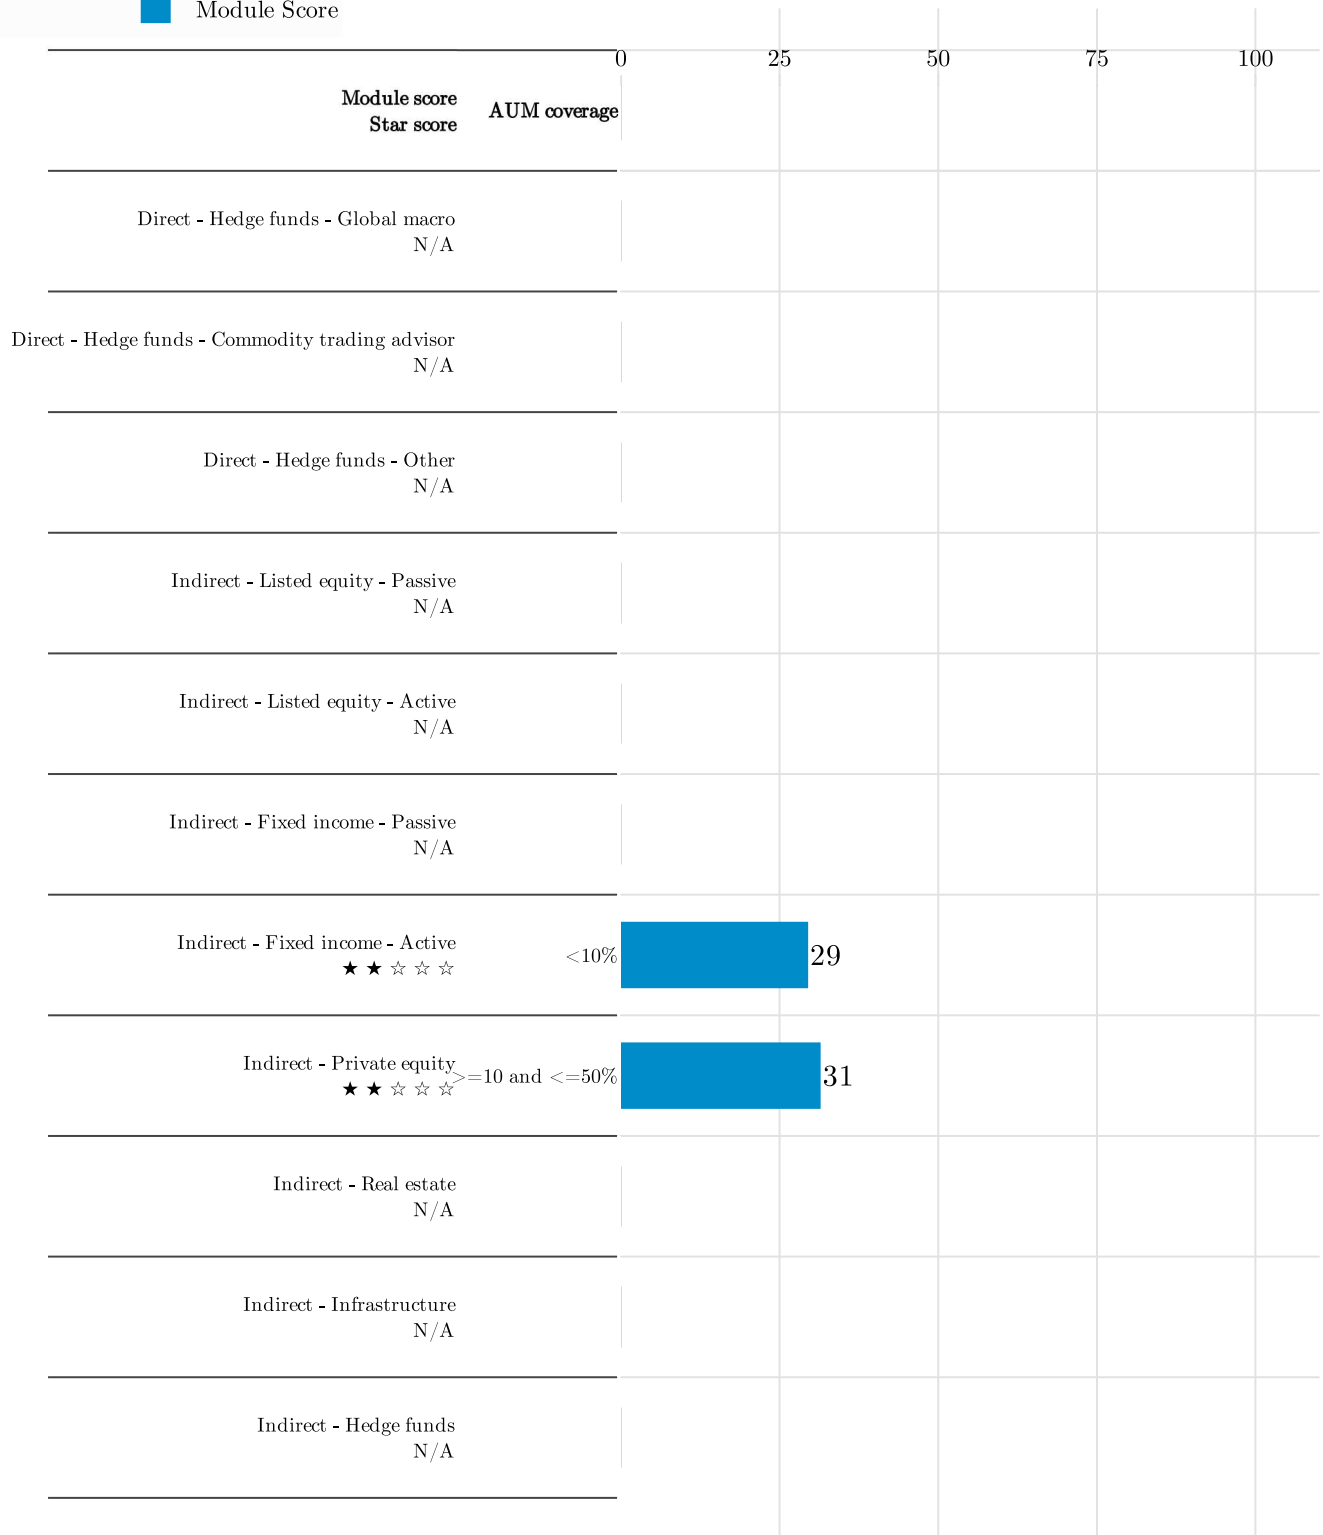 Module Score
0 25 50 75 100
Module score
Star score
AUM coverage
Direct - Hedge funds - Global macro
N/A
Direct - Hedge funds - Commodity trading advisor
N/A
Direct - Hedge funds - Other
N/A
Indirect - Listed equity - Passive
N/A
Indirect - Listed equity - Active
N/A
Indirect - Fixed income - Passive
N/A
Indirect - Fixed income - Active
★ ★ ☆ ☆ ☆
<10%
29
Indirect - Private equity
★ ★ ☆ ☆ ☆
>=10 and <=50%
31
Indirect - Real estate
N/A
Indirect - Infrastructure
N/A
Indirect - Hedge funds
N/A